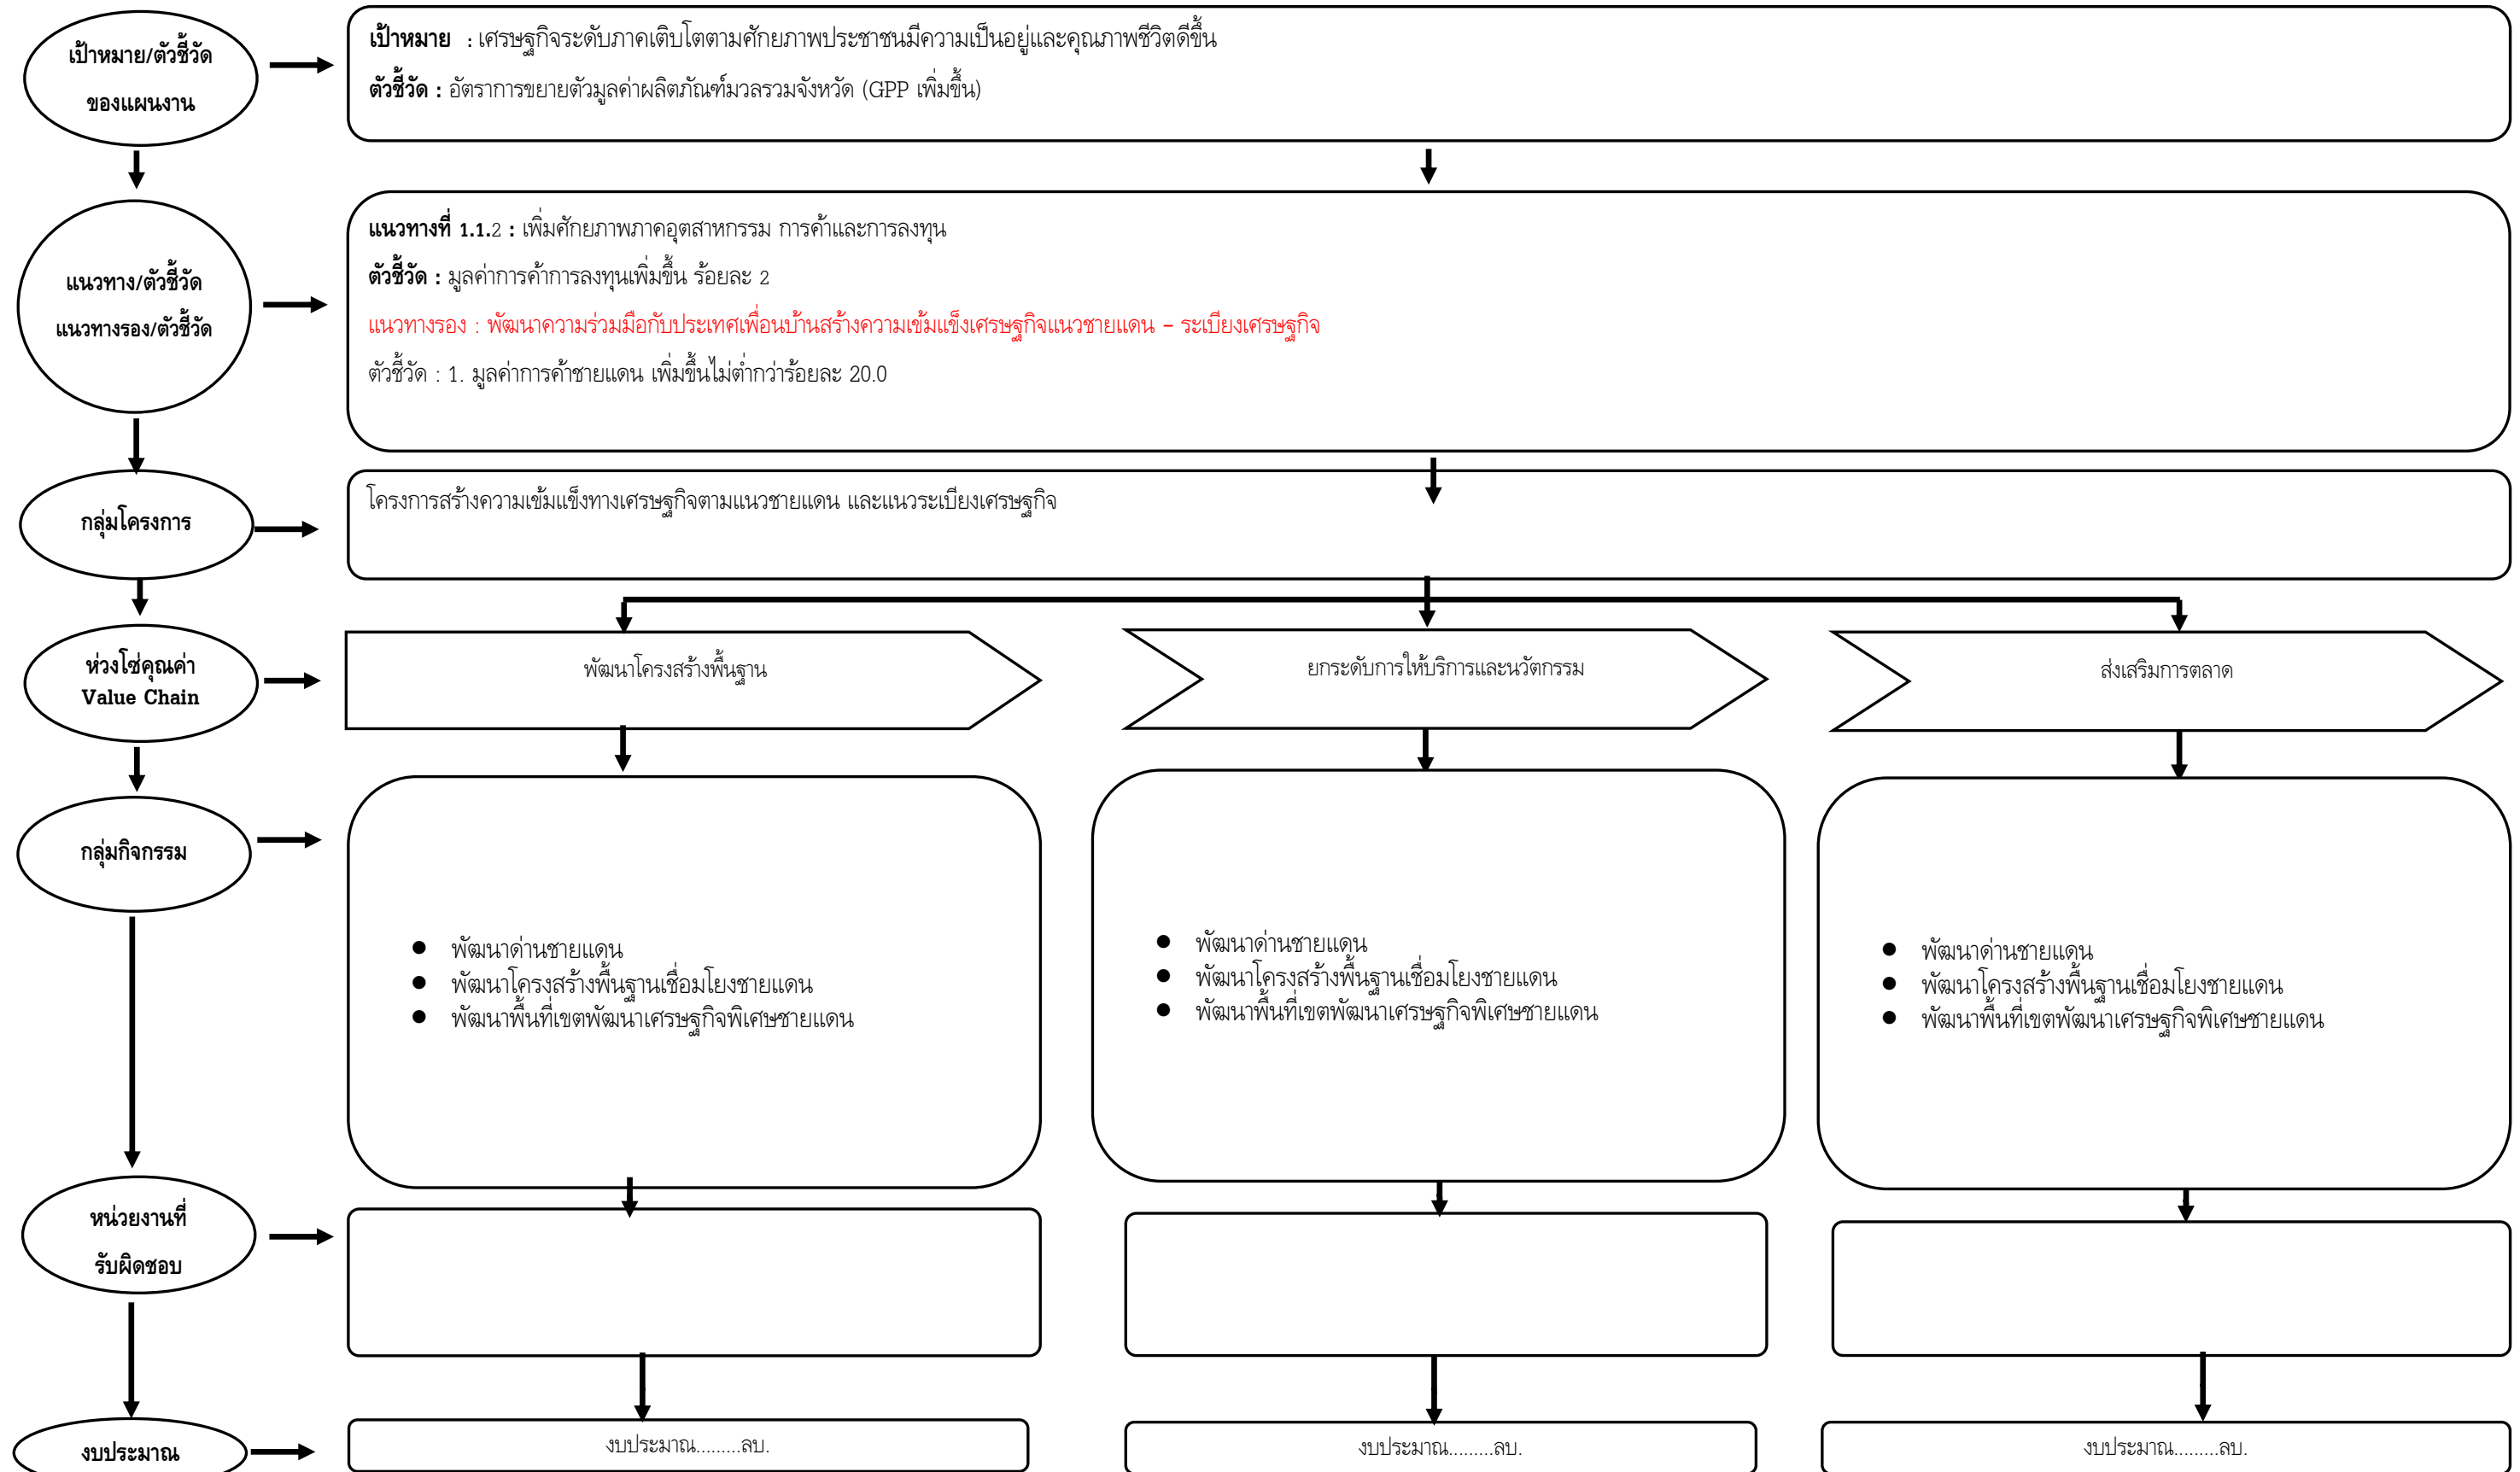 เป้าหมาย/ตัวชี้วัด
ของแผนงาน
เป้าหมาย : เศรษฐกิจระดับภาคเติบโตตามศักยภาพประชาชนมีความเป็นอยู่และคุณภาพชีวิตดีขึ้น
ตัวชี้วัด : อัตราการขยายตัวมูลค่าผลิตภัณฑ์มวลรวมจังหวัด (GPP เพิ่มขึ้น)
แนวทาง/ตัวชี้วัด
แนวทางรอง/ตัวชี้วัด
แนวทางที่ 1.1.2 : เพิ่มศักยภาพภาคอุตสาหกรรม การค้าและการลงทุน
ตัวชี้วัด : มูลค่าการค้าการลงทุนเพิ่มขึ้น ร้อยละ 2
แนวทางรอง : พัฒนาความร่วมมือกับประเทศเพื่อนบ้านสร้างความเข้มแข็งเศรษฐกิจแนวชายแดน – ระเบียงเศรษฐกิจ
ตัวชี้วัด : 1. มูลค่าการค้าชายแดน เพิ่มขึ้นไม่ต่ำกว่าร้อยละ 20.0
กลุ่มโครงการ
โครงการสร้างความเข้มแข็งทางเศรษฐกิจตามแนวชายแดน และแนวระเบียงเศรษฐกิจ
ห่วงโซ่คุณค่า
Value Chain
พัฒนาโครงสร้างพื้นฐาน
ยกระดับการให้บริการและนวัตกรรม
ส่งเสริมการตลาด
กลุ่มกิจกรรม
● พัฒนาด่านชายแดน
● พัฒนาโครงสร้างพื้นฐานเชื่อมโยงชายแดน
● พัฒนาพื้นที่เขตพัฒนาเศรษฐกิจพิเศษชายแดน
● พัฒนาด่านชายแดน
● พัฒนาโครงสร้างพื้นฐานเชื่อมโยงชายแดน
● พัฒนาพื้นที่เขตพัฒนาเศรษฐกิจพิเศษชายแดน
● พัฒนาด่านชายแดน
● พัฒนาโครงสร้างพื้นฐานเชื่อมโยงชายแดน
● พัฒนาพื้นที่เขตพัฒนาเศรษฐกิจพิเศษชายแดน
หน่วยงานที่
รับผิดชอบ
งบประมาณ
งบประมาณ.........ลบ.
งบประมาณ.........ลบ.
งบประมาณ.........ลบ.